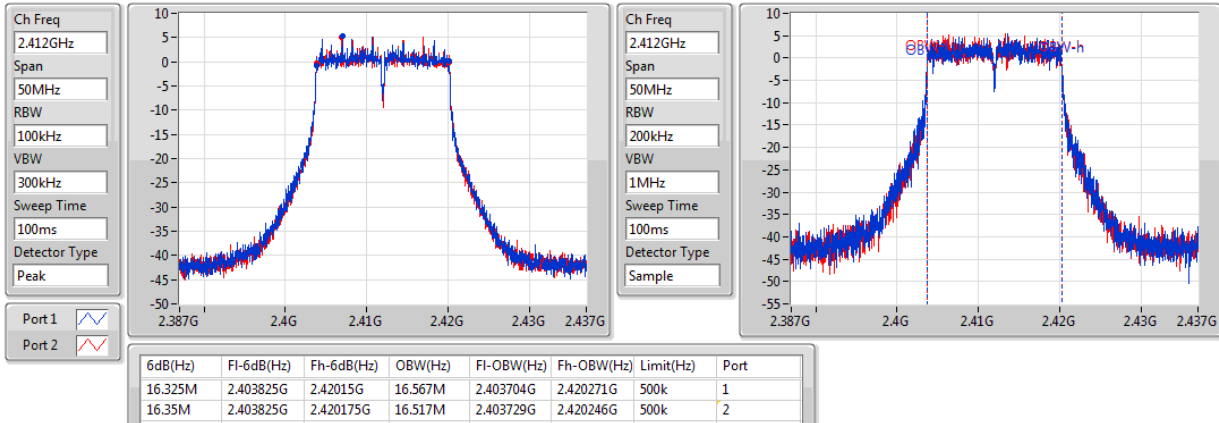 Ch Freq
2.412GHz
Span
50MHz
RBW
100kHz
VBW
300kHz
Sweep Time
100ms
Detector Type
Peak
Port 1
Port 2
10
5
0
-5
-10
-15
-20
-25
-30
-35
-40
-45
-50
2.387G 2.4G 2.41G 2.42G 2.43G 2.437G
Ch Freq
2.412GHz
Span
50MHz
RBW
200kHz
VBW
1MHz
Sweep Time
100ms
Detector Type
Sample
10
5
0
-5
-10
-15
-20
-25
-30
-35
-40
-45
-50
-55
2.387G 2.4G 2.41G 2.42G 2.43G 2.437G
6dB(Hz) Fl-6dB(Hz) Fh-6dB(Hz) OBW(Hz) Fl-OBW(Hz) Fh-OBW(Hz) Limit(Hz) Port
16.325M 2.403825G 2.42015G 16.567M 2.403704G 2.420271G 500k 1
16.35M 2.403825G 2.420175G 16.517M 2.403729G 2.420246G 500k 2